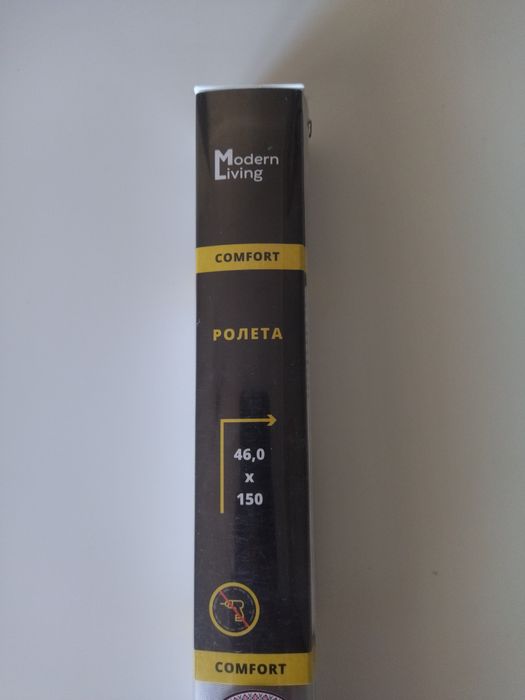 Modern
Living
COMFORT
РОЛЕТА
46,0
x
150
COMFORT